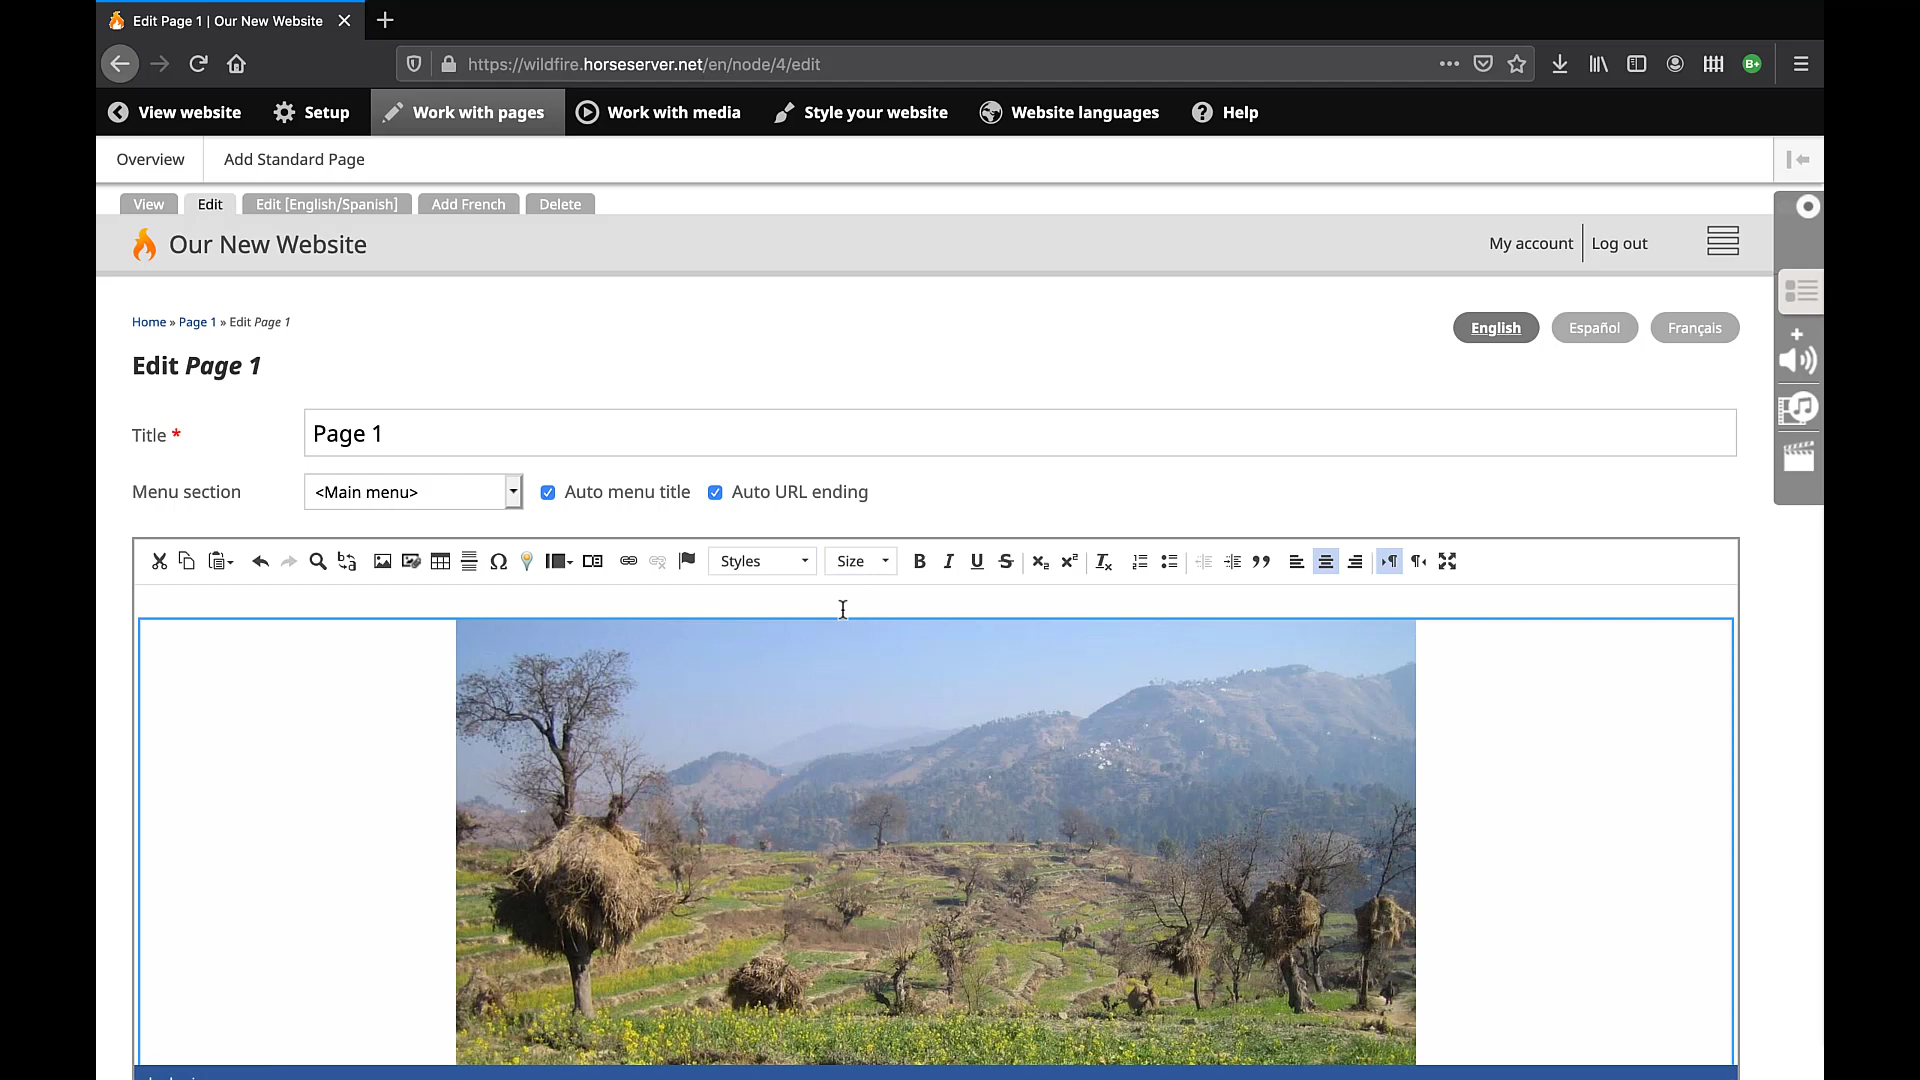 Edit Page 1 | Our New Website
https://wildfire.horseserver.net/en/node/4/edit
View website Setup Work with pages Work with media Style your website Website languages Help
Overview Add Standard Page
View Edit Edit [English/Spanish] Add French Delete
Our New Website My account Log out
Home » Page 1 » Edit Page 1
English Español Français
Edit Page 1
Title * Page 1
Menu section <Main menu> Auto menu title Auto URL ending
Styles Size B I U S x₂ x² Tx